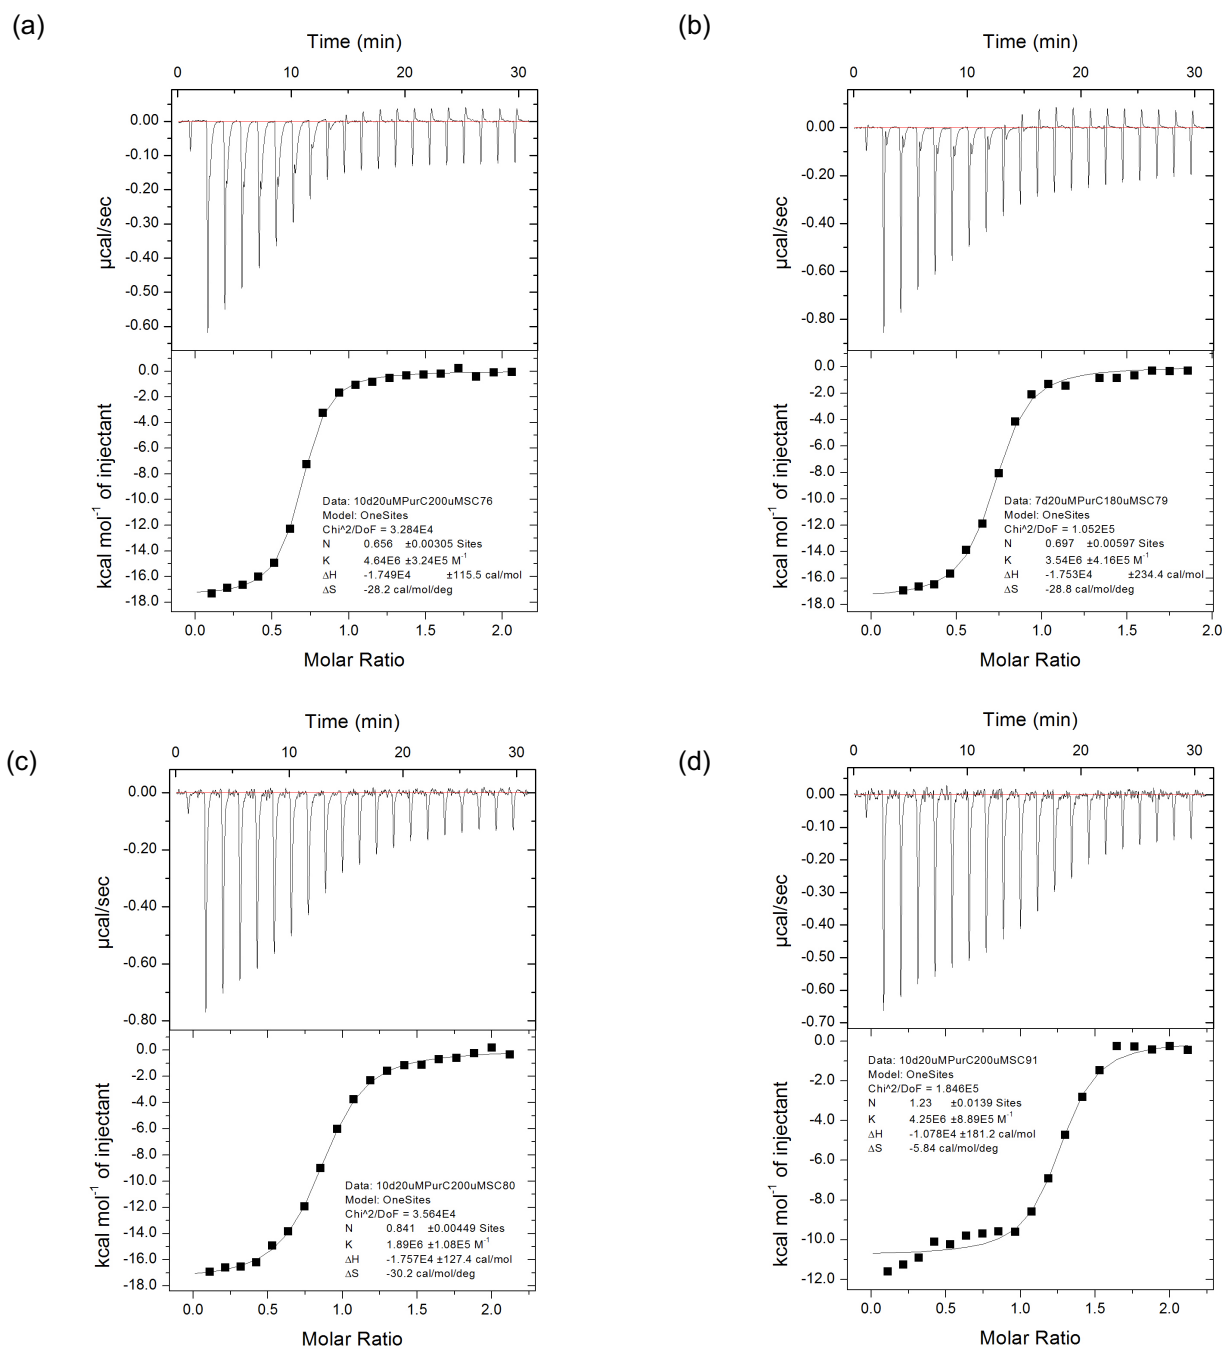 (a)
Time (min)
0 10 20 30
0.00
-0.10
-0.20
-0.30
-0.40
-0.50
-0.60
µcal/sec
0.0
-2.0
-4.0
-6.0
-8.0
-10.0
-12.0
-14.0
-16.0
-18.0
kcal mol⁻¹ of injectant
Data: 10d20uMPurC200uMSC76
Model: OneSites
Chi^2/DoF = 3.284E4
N 0.656 ±0.00305 Sites
K 4.64E6 ±3.24E5 M⁻¹
ΔH -1.749E4 ±115.5 cal/mol
ΔS -28.2 cal/mol/deg
0.0 0.5 1.0 1.5 2.0
Molar Ratio
(b)
Time (min)
0 10 20 30
0.00
-0.20
-0.40
-0.60
-0.80
µcal/sec
0.0
-2.0
-4.0
-6.0
-8.0
-10.0
-12.0
-14.0
-16.0
-18.0
kcal mol⁻¹ of injectant
Data: 7d20uMPurC180uMSC79
Model: OneSites
Chi^2/DoF = 1.052E5
N 0.697 ±0.00597 Sites
K 3.54E6 ±4.16E5 M⁻¹
ΔH -1.753E4 ±234.4 cal/mol
ΔS -28.8 cal/mol/deg
0.0 0.5 1.0 1.5 2.0
Molar Ratio
(c)
Time (min)
0 10 20 30
0.00
-0.20
-0.40
-0.60
-0.80
µcal/sec
0.0
-2.0
-4.0
-6.0
-8.0
-10.0
-12.0
-14.0
-16.0
-18.0
kcal mol⁻¹ of injectant
Data: 10d20uMPurC200uMSC80
Model: OneSites
Chi^2/DoF = 3.564E4
N 0.841 ±0.00449 Sites
K 1.89E6 ±1.08E5 M⁻¹
ΔH -1.757E4 ±127.4 cal/mol
ΔS -30.2 cal/mol/deg
0.0 0.5 1.0 1.5 2.0
Molar Ratio
(d)
Time (min)
0 10 20 30
0.00
-0.10
-0.20
-0.30
-0.40
-0.50
-0.60
-0.70
µcal/sec
0.0
-2.0
-4.0
-6.0
-8.0
-10.0
-12.0
kcal mol⁻¹ of injectant
Data: 10d20uMPurC200uMSC91
Model: OneSites
Chi^2/DoF = 1.846E5
N 1.23 ±0.0139 Sites
K 4.25E6 ±8.89E5 M⁻¹
ΔH -1.078E4 ±181.2 cal/mol
ΔS -5.84 cal/mol/deg
0.0 0.5 1.0 1.5 2.0
Molar Ratio